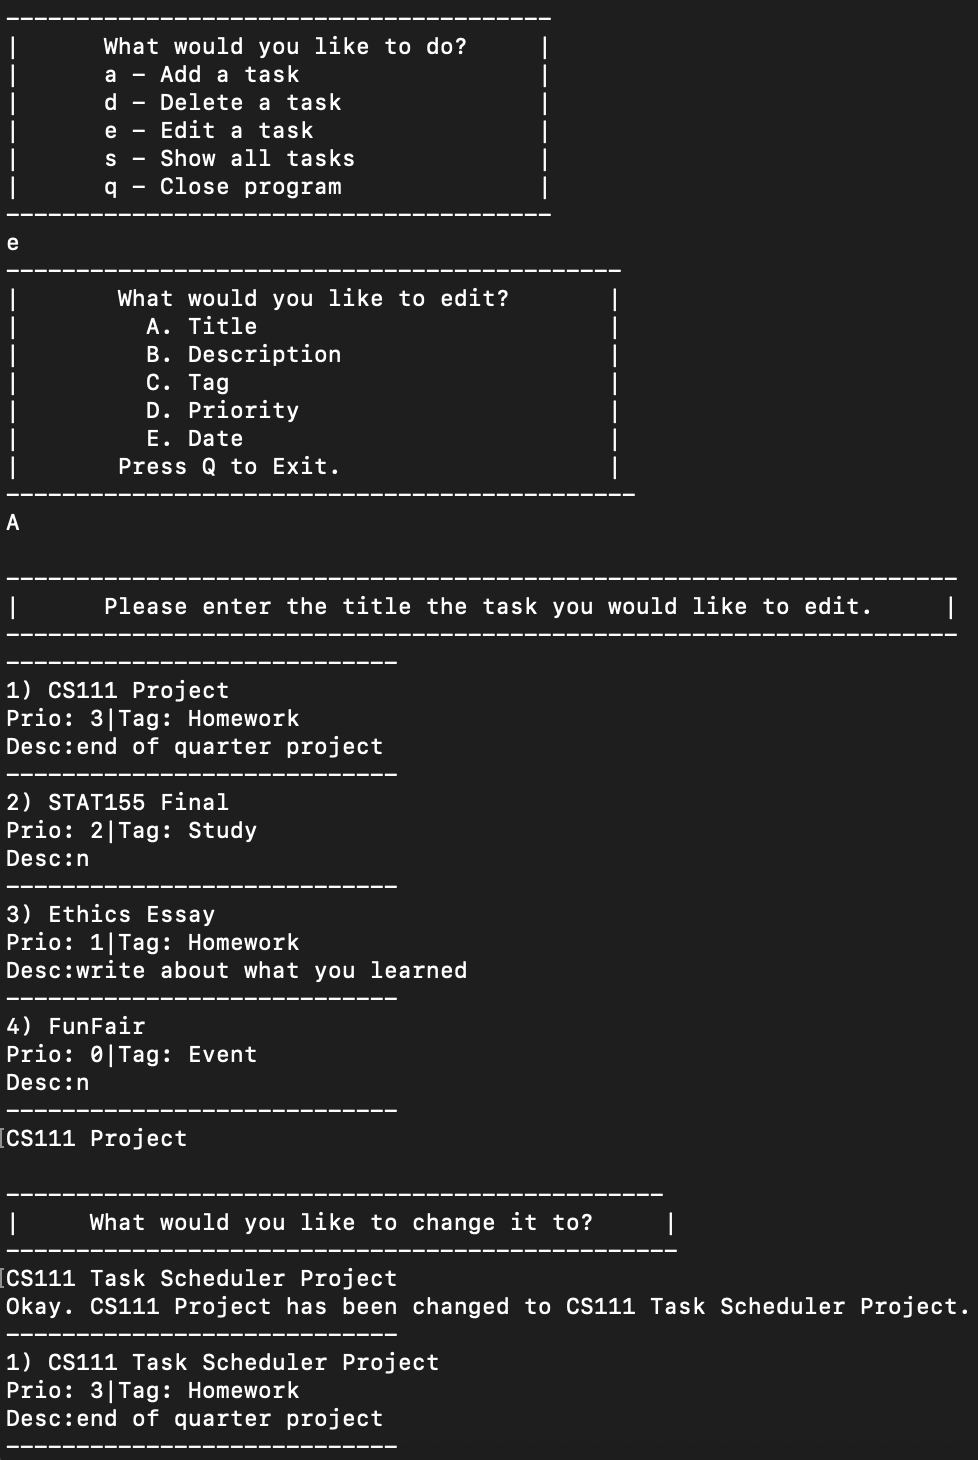 ---------------------------------------
|      What would you like to do?     |
|      a - Add a task                 |
|      d - Delete a task              |
|      e - Edit a task                |
|      s - Show all tasks             |
|      q - Close program              |
---------------------------------------
e
--------------------------------------------
|       What would you like to edit?       |
|         A. Title                         |
|         B. Description                   |
|         C. Tag                           |
|         D. Priority                      |
|         E. Date                          |
|       Press Q to Exit.                   |
---------------------------------------------
A

--------------------------------------------------------------------
|      Please enter the title the task you would like to edit.     |
--------------------------------------------------------------------
----------------------------
1) CS111 Project
Prio: 3|Tag: Homework
Desc:end of quarter project
----------------------------
2) STAT155 Final
Prio: 2|Tag: Study
Desc:n
----------------------------
3) Ethics Essay
Prio: 1|Tag: Homework
Desc:write about what you learned
----------------------------
4) FunFair
Prio: 0|Tag: Event
Desc:n
----------------------------
CS111 Project

-----------------------------------------------
|     What would you like to change it to?     |
------------------------------------------------
CS111 Task Scheduler Project
Okay. CS111 Project has been changed to CS111 Task Scheduler Project.
----------------------------
1) CS111 Task Scheduler Project
Prio: 3|Tag: Homework
Desc:end of quarter project
----------------------------